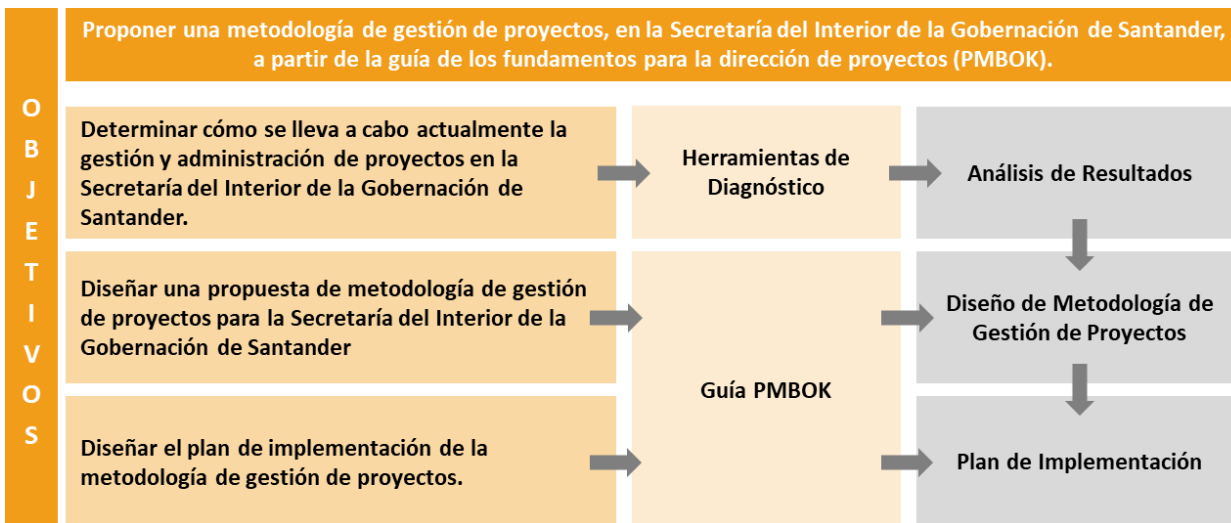 OBJETIVOS
Proponer una metodología de gestión de proyectos, en la Secretaría del Interior de la Gobernación de Santander,
a partir de la guía de los fundamentos para la dirección de proyectos (PMBOK).
Determinar cómo se lleva a cabo actualmente la
gestión y administración de proyectos en la
Secretaría del Interior de la Gobernación de
Santander.
Herramientas de
Diagnóstico
Análisis de Resultados
Diseñar una propuesta de metodología de gestión
de proyectos para la Secretaría del Interior de la
Gobernación de Santander
Guía PMBOK
Diseño de Metodología de
Gestión de Proyectos
Diseñar el plan de implementación de la
metodología de gestión de proyectos.
Plan de Implementación